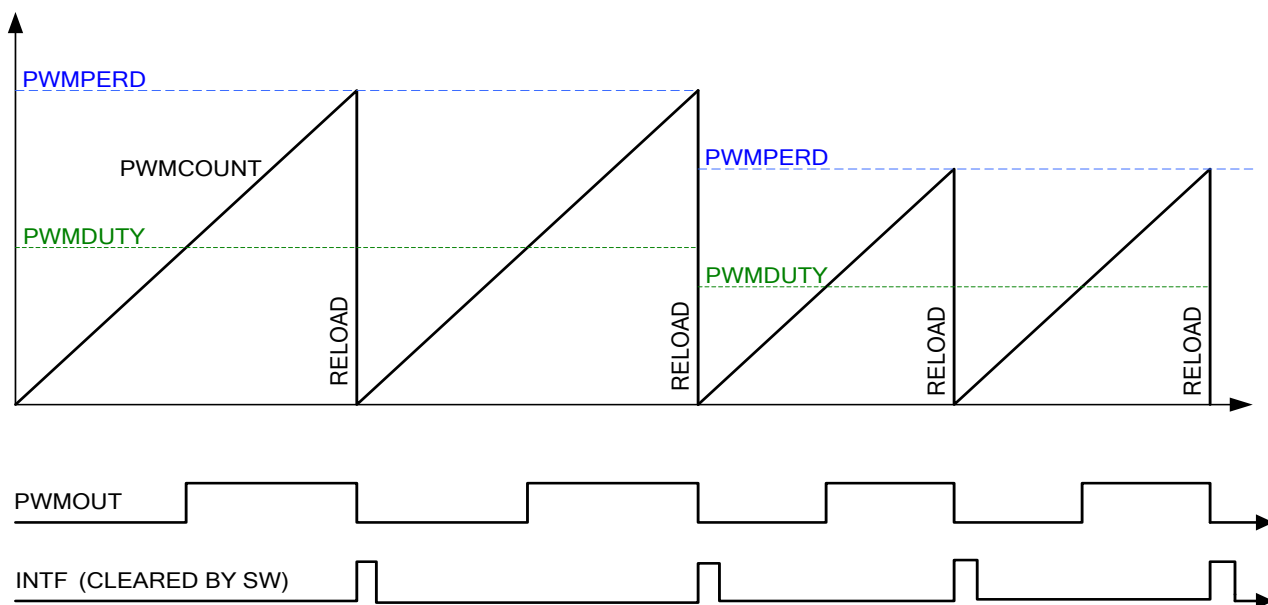 PWMPERD
PWMCOUNT
PWMPERD
PWMDUTY
PWMDUTY
RELOAD
RELOAD
RELOAD
RELOAD
PWMOUT
INTF (CLEARED BY SW)